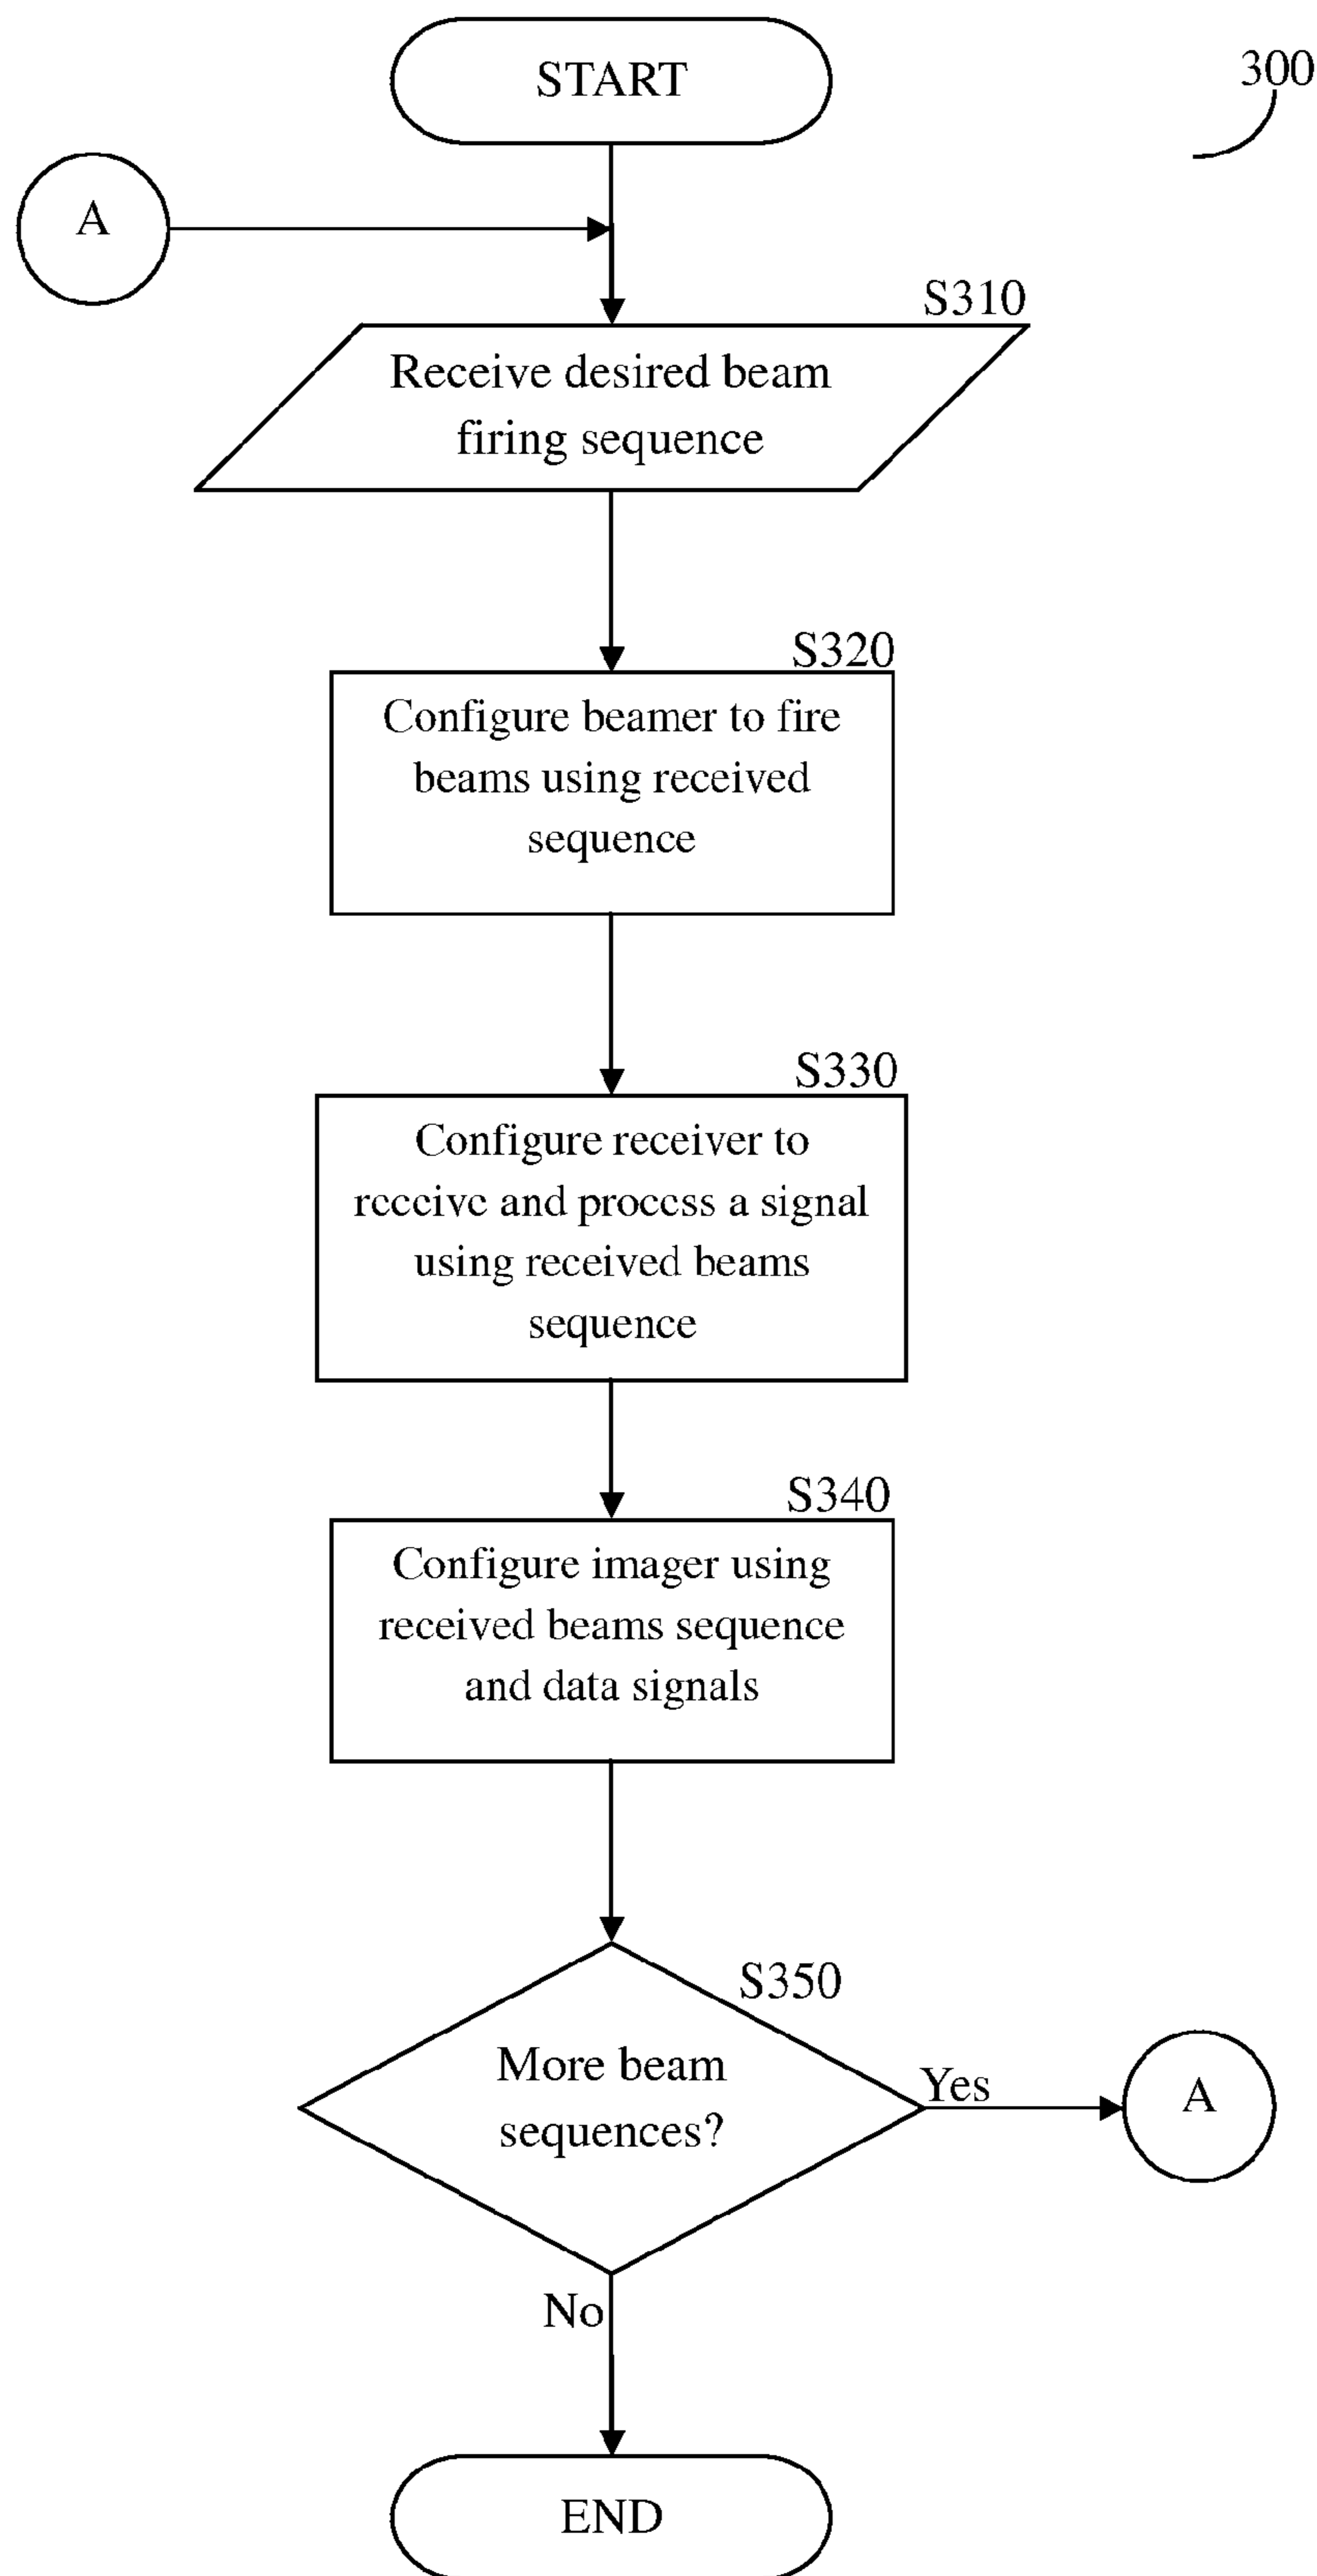 START
300
A
S310
Receive desired beam
firing sequence
S320
Configure beamer to fire
beams using received
sequence
S330
Configure receiver to
receive and process a signal
using received beams
sequence
S340
Configure imager using
received beams sequence
and data signals
S350
More beam
sequences?
Yes
A
No
END